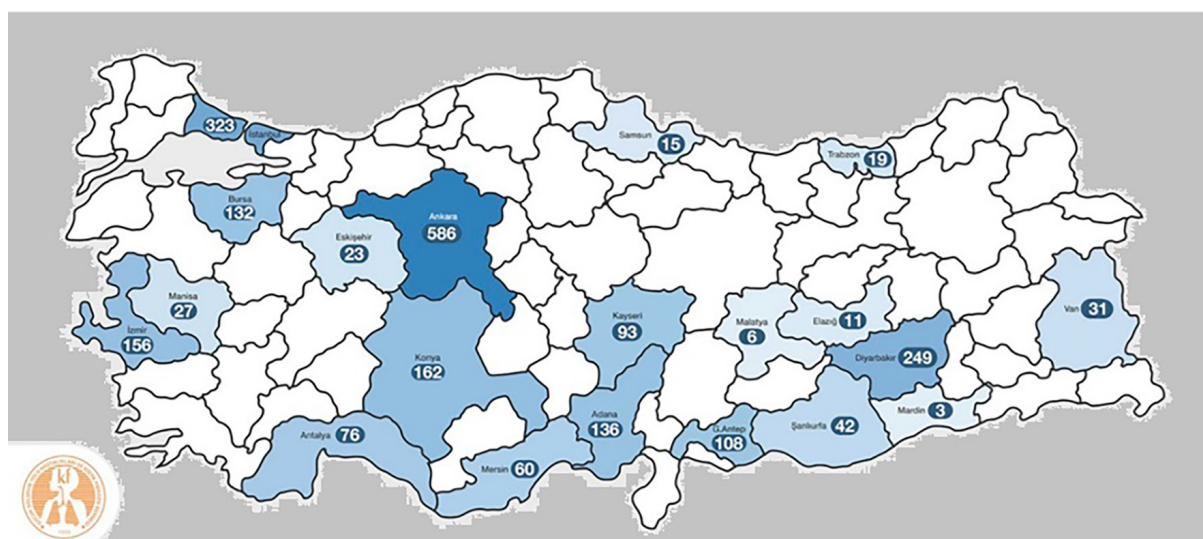 323
İstanbul
Samsun
15
Trabzon
19
Bursa
132
Ankara
586
Eskişehir
23
Manisa
27
İzmir
156
Kayseri
93
Malatya
6
Elazığ
11
Van
31
Konya
162
Diyarbakır
249
Adana
136
G.Antep
108
Şanlıurfa
42
Mardin
3
Antalya
76
Mersin
60
kf